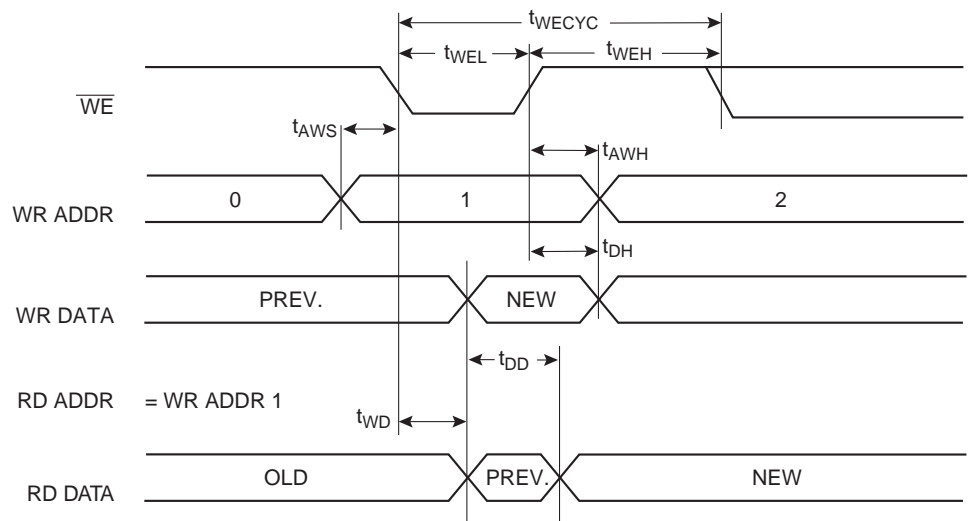 tWECYC
tWEL tWEH
WE
tAWS
tAWH
WR ADDR 0 1 2
tDH
WR DATA PREV. NEW
tDD
RD ADDR = WR ADDR 1
tWD
RD DATA OLD PREV. NEW